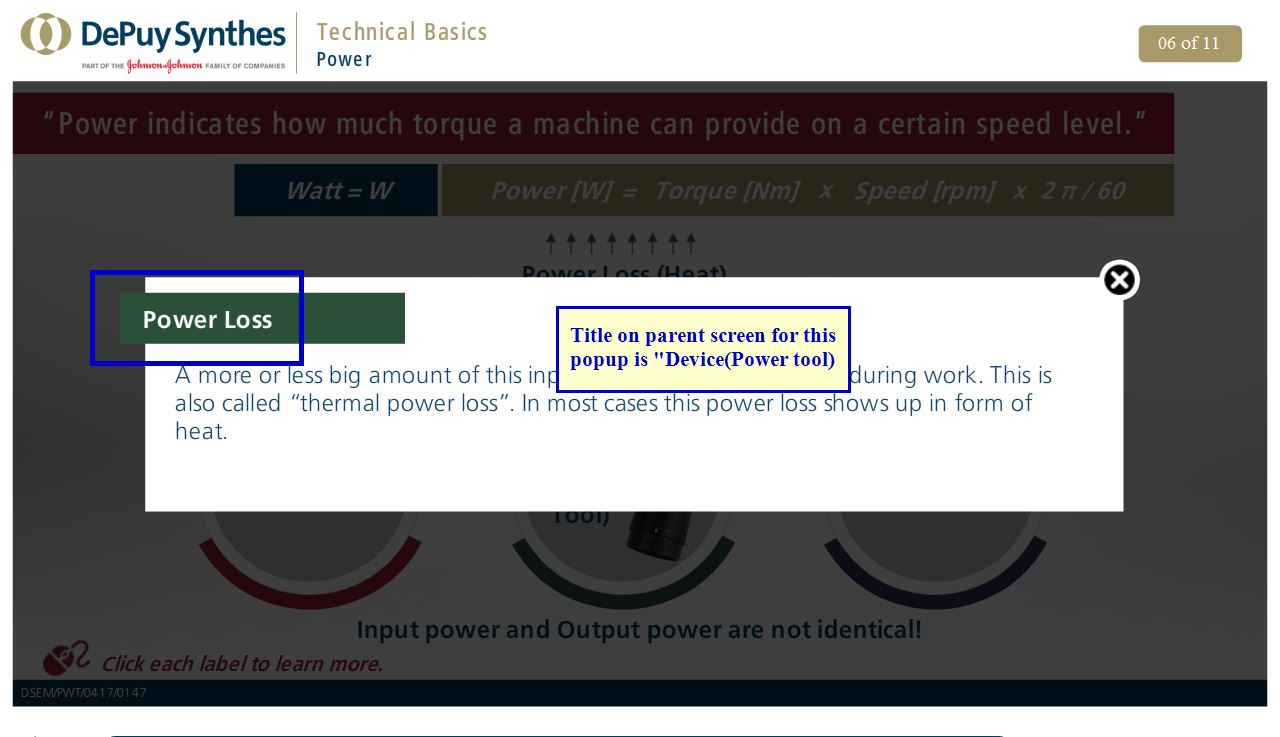 DePuy Synthes
PART OF THE Johnson & Johnson FAMILY OF COMPANIES
Technical Basics
Power
06 of 11
“Power indicates how much torque a machine can provide on a certain speed level.”
Watt = W
Power [W] = Torque [Nm] x Speed [rpm] x 2 π / 60
Power Loss (Heat)
Power Loss
Title on parent screen for this
popup is "Device(Power tool)
A more or less big amount of this inp during work. This is
also called “thermal power loss”. In most cases this power loss shows up in form of
heat.
Tool)
Input power and Output power are not identical!
Click each label to learn more.
DSEM/PWT/0417/0147